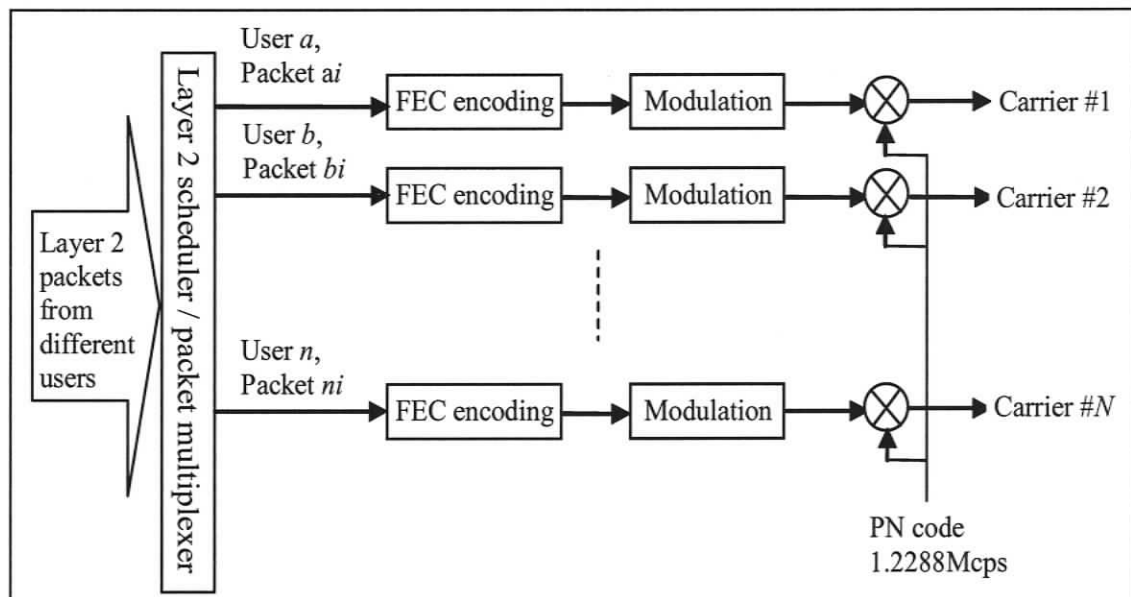 Layer 2
packets
from
different
users
Layer 2 scheduler / packet multiplexer
User a,
Packet ai
FEC encoding
Modulation
Carrier #1
User b,
Packet bi
FEC encoding
Modulation
Carrier #2
User n,
Packet ni
FEC encoding
Modulation
Carrier #N
PN code
1.2288Mcps